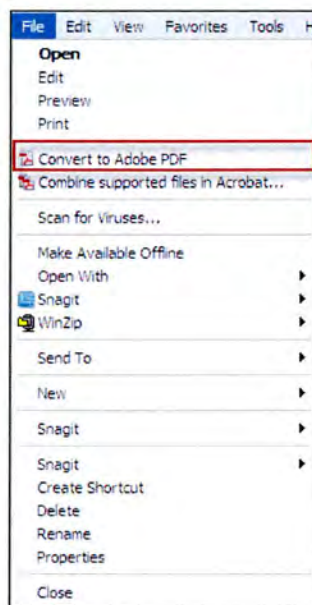 File Edit View Favorites Tools H
Open
Edit
Preview
Print
Convert to Adobe PDF
Combine supported files in Acrobat...
Scan for Viruses...
Make Available Offline
Open With
Snagit
WinZip
Send To
New
Snagit
Snagit
Create Shortcut
Delete
Rename
Properties
Close